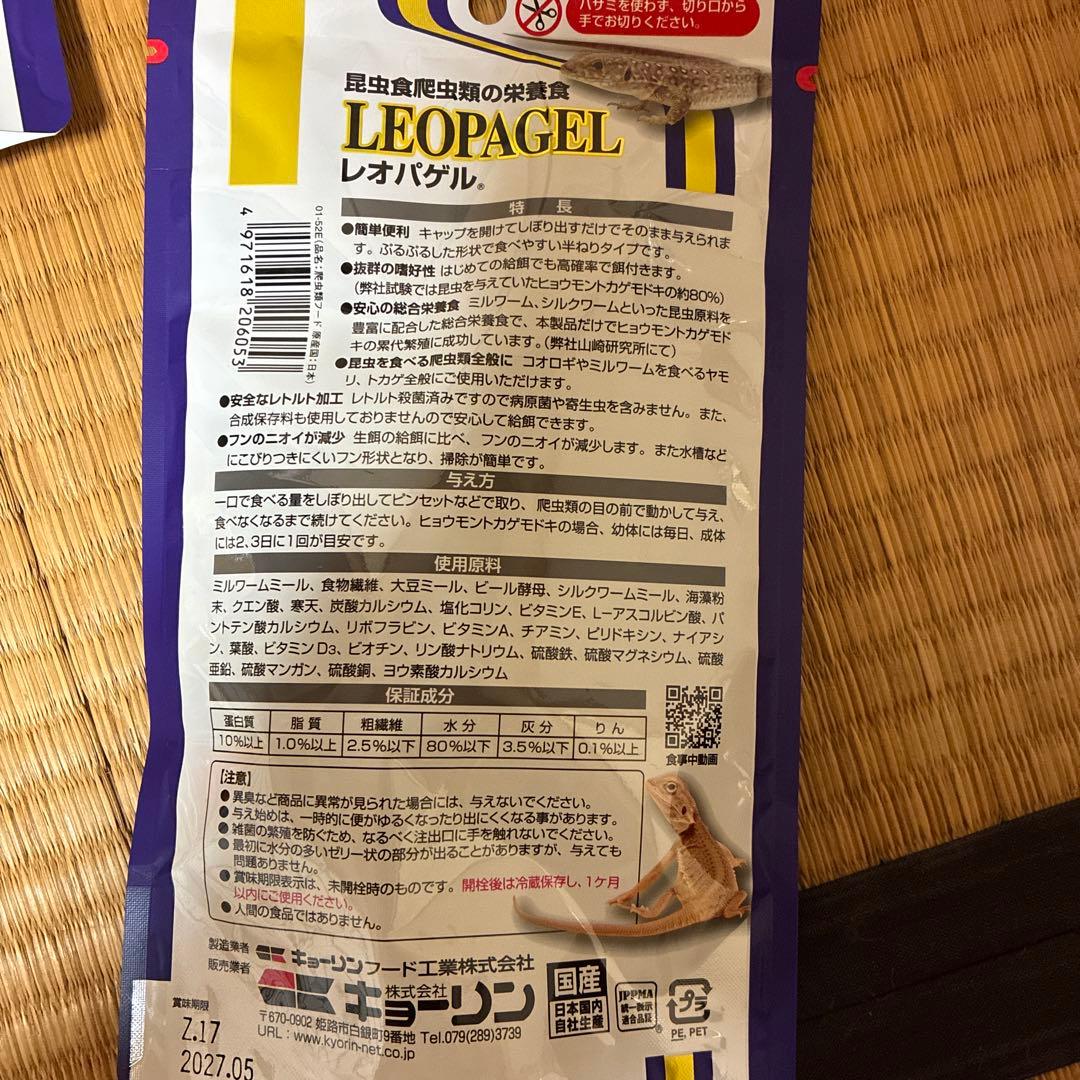 ハサミを使わず、切り口から
手でお切りください。
昆虫食爬虫類の栄養食
LEOPAGEL
レオパゲル®
01-52E(品名:爬虫類フード 原産国:日本)
4 971618 206053
特長
●簡単便利 キャップを開けてしぼり出すだけでそのまま与えられま
す。ぷるぷるした形状で食べやすい半ねりタイプです。
●抜群の嗜好性 はじめての給餌でも高確率で餌付きます。
(弊社試験では昆虫を与えていたヒョウモントカゲモドキの約80%)
●安心の総合栄養食 ミルワーム、シルクワームといった昆虫原料を
豊富に配合した総合栄養食で、本製品だけでヒョウモントカゲモド
キの累代繁殖に成功しています。(弊社山崎研究所にて)
●昆虫を食べる爬虫類全般に コオロギやミルワームを食べるヤモ
リ、トカゲ全般にご使用いただけます。
●安全なレトルト加工 レトルト殺菌済みですので病原菌や寄生虫を含みません。また、
合成保存料も使用しておりませんので安心して給餌できます。
●フンのニオイが減少 生餌の給餌に比べ、フンのニオイが減少します。また水槽など
にこびりつきにくいフン形状となり、掃除が簡単です。
与え方
一口で食べる量をしぼり出してピンセットなどで取り、爬虫類の目の前で動かして与え、
食べなくなるまで続けてください。ヒョウモントカゲモドキの場合、幼体には毎日、成体
には2、3日に1回が目安です。
使用原料
ミルワームミール、食物繊維、大豆ミール、ビール酵母、シルクワームミール、海藻粉
末、クエン酸、寒天、炭酸カルシウム、塩化コリン、ビタミンE、L-アスコルビン酸、パ
ントテン酸カルシウム、リボフラビン、ビタミンA、チアミン、ピリドキシン、ナイアシ
ン、葉酸、ビタミンD3、ビオチン、リン酸ナトリウム、硫酸鉄、硫酸マグネシウム、硫酸
亜鉛、硫酸マンガン、硫酸銅、ヨウ素酸カルシウム
保証成分
蛋白質 脂質 粗繊維 水分 灰分 りん
10%以上 1.0%以上 2.5%以下 80%以下 3.5%以下 0.1%以上
食事中動画
【注意】
●異臭など商品に異常が見られた場合には、与えないでください。
●与え始めは、一時的に便がゆるくなったり出にくくなる事があります。
●雑菌の繁殖を防ぐため、なるべく注出口に手を触れないでください。
●最初に水分の多いゼリー状の部分が出ることがありますが、与えても
問題ありません。
●賞味期限表示は、未開栓時のものです。開栓後は冷蔵保存し、1ケ月
以内にご使用ください。
●人間の食品ではありません。
製造業者 キョーリンフード工業株式会社
販売業者 株式会社
キョーリン
〒670-0902 姫路市白銀町9番地 Tel.079(289)3739
URL:www.kyorin-net.co.jp
国産
日本国内
自社生産
JPPMA
統一表示
適合品証
®
プラ
PE, PET
賞味期限
Z.17
2027.05